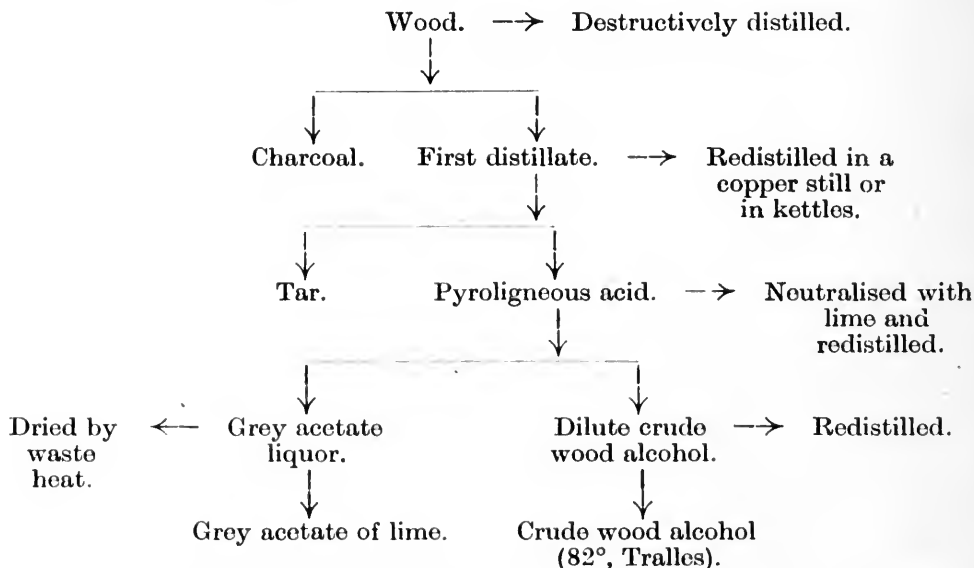 Wood. → Destructively distilled.
Charcoal. First distillate. → Redistilled in a
copper still or
in kettles.
Tar. Pyroligneous acid. → Neutralised with
lime and
redistilled.
Dried by ← Grey acetate Dilute crude → Redistilled.
waste liquor. wood alcohol.
heat.
Grey acetate of lime. Crude wood alcohol
(82°, Tralles).